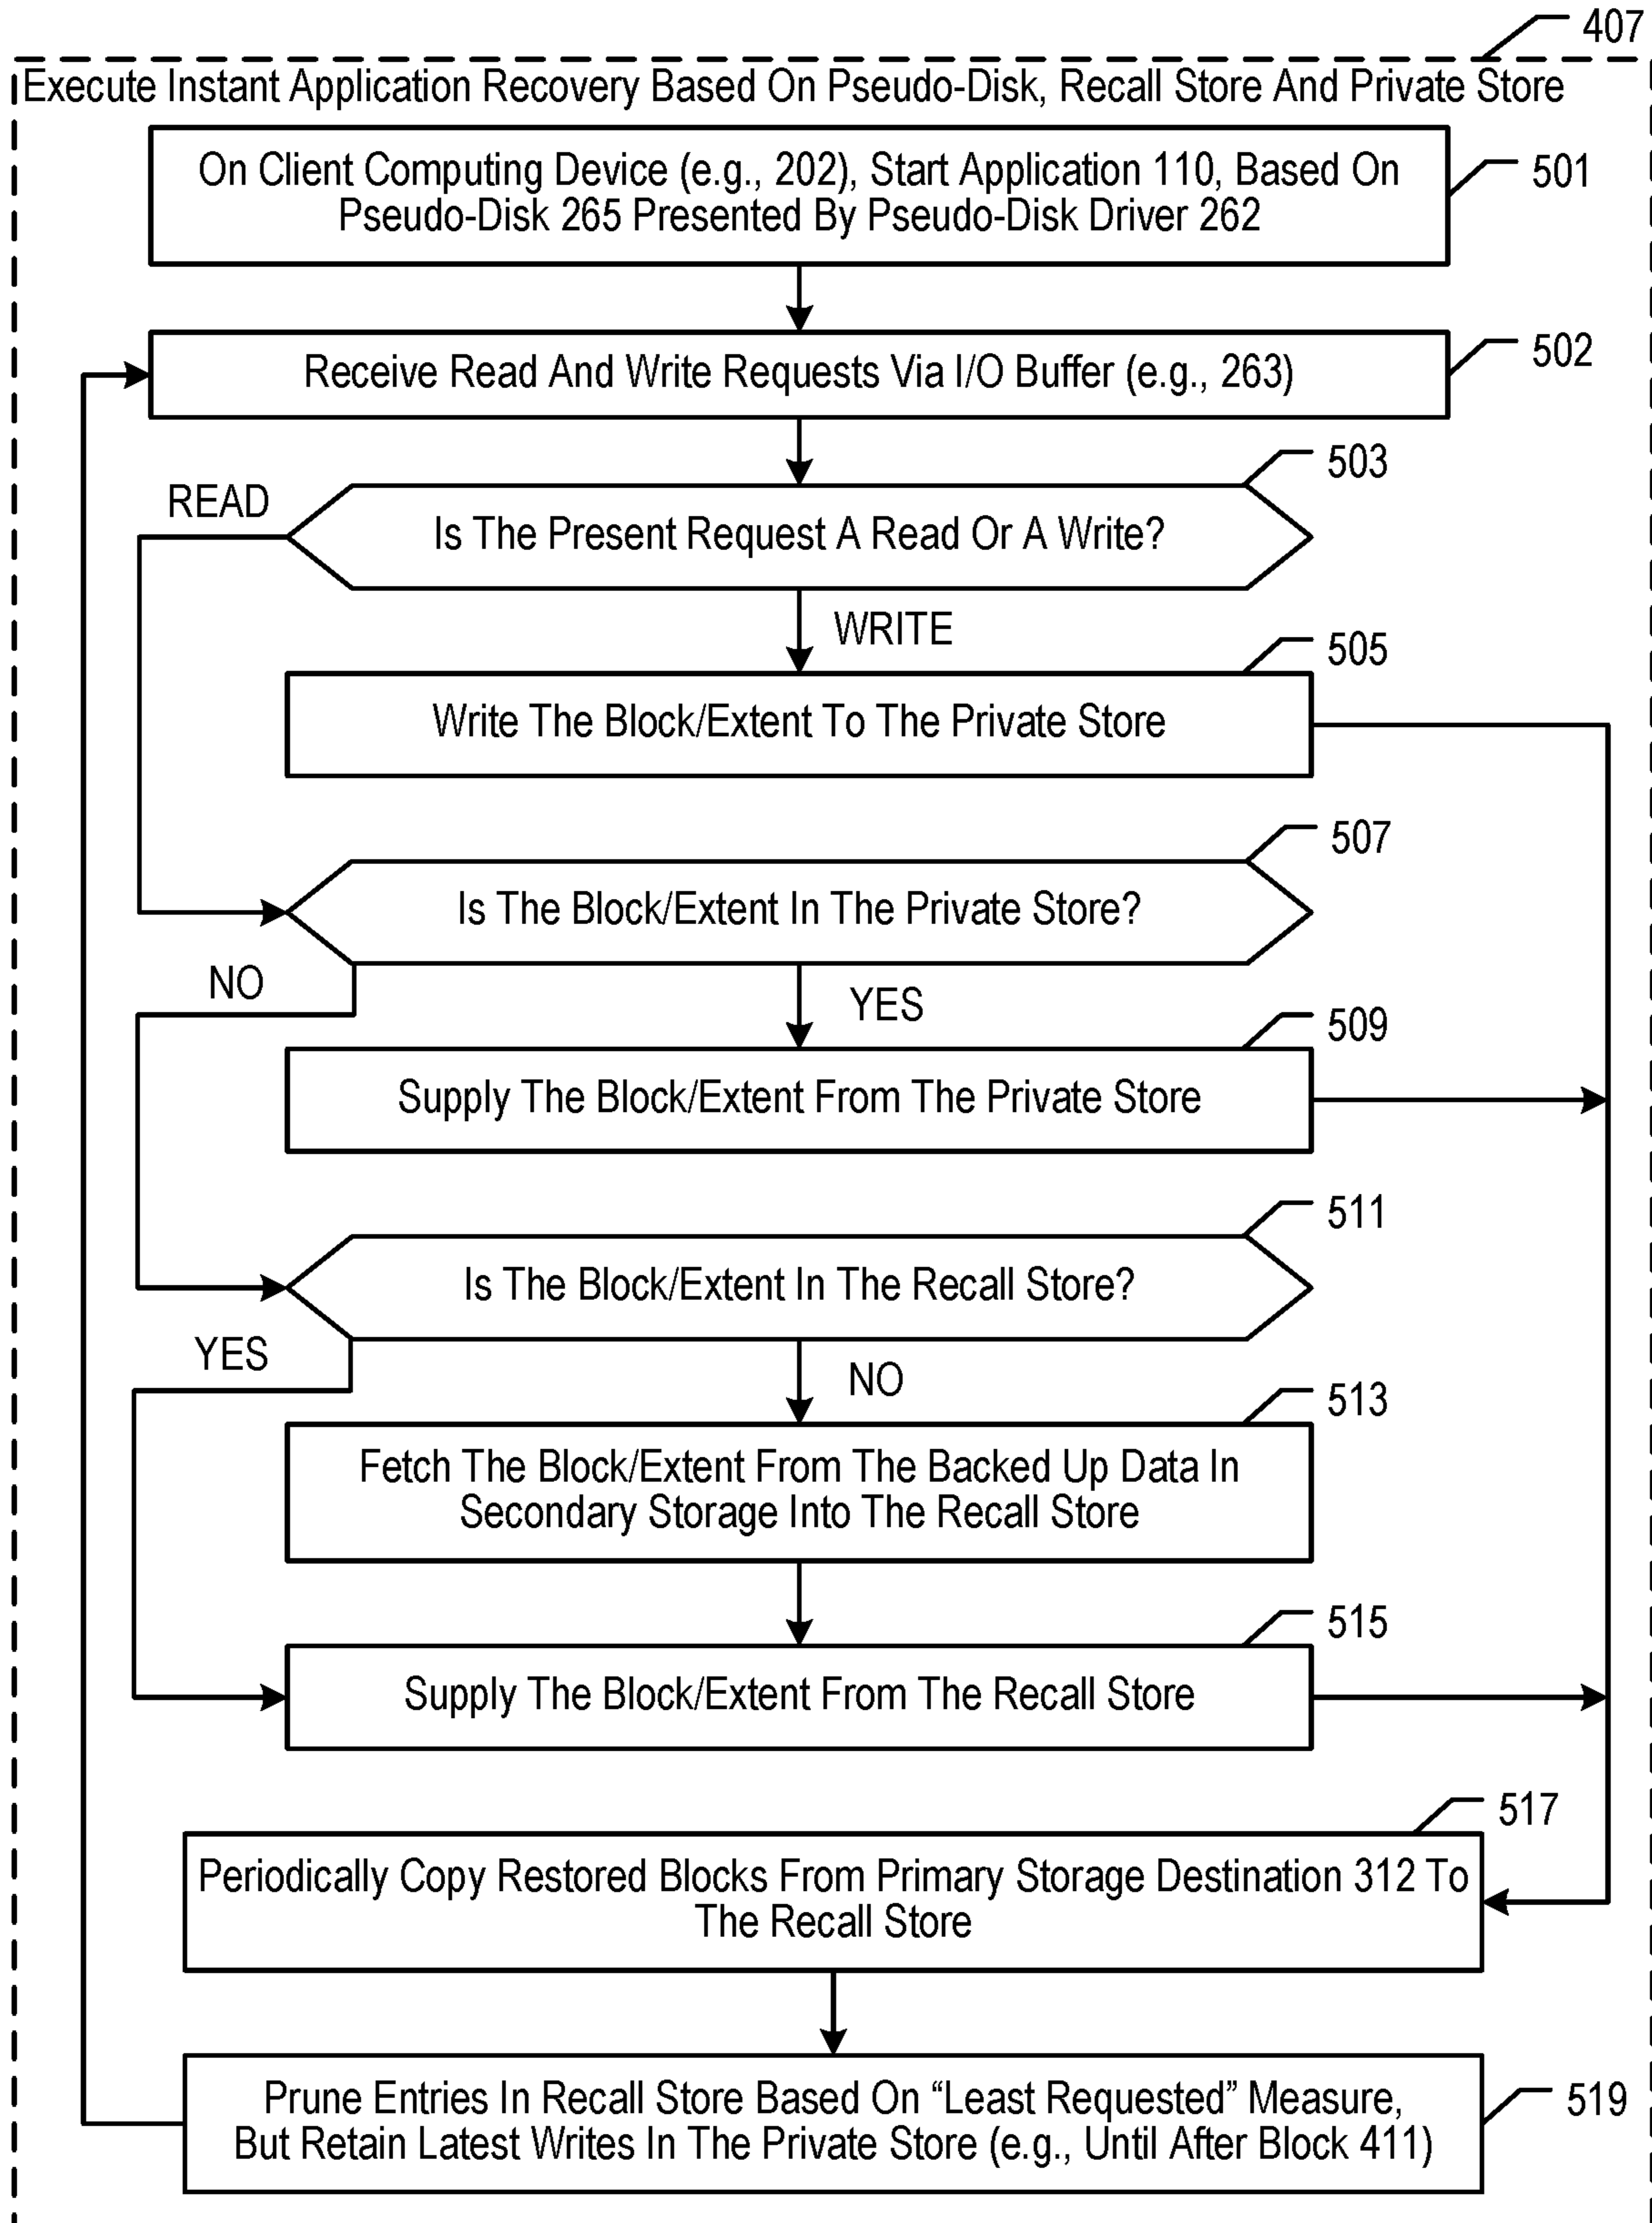 407
Execute Instant Application Recovery Based On Pseudo-Disk, Recall Store And Private Store
On Client Computing Device (e.g., 202), Start Application 110, Based On
Pseudo-Disk 265 Presented By Pseudo-Disk Driver 262
501
Receive Read And Write Requests Via I/O Buffer (e.g., 263)
502
503
READ
Is The Present Request A Read Or A Write?
WRITE
505
Write The Block/Extent To The Private Store
507
Is The Block/Extent In The Private Store?
NO
YES
509
Supply The Block/Extent From The Private Store
511
Is The Block/Extent In The Recall Store?
YES
NO
513
Fetch The Block/Extent From The Backed Up Data In
Secondary Storage Into The Recall Store
515
Supply The Block/Extent From The Recall Store
517
Periodically Copy Restored Blocks From Primary Storage Destination 312 To
The Recall Store
Prune Entries In Recall Store Based On “Least Requested” Measure,
But Retain Latest Writes In The Private Store (e.g., Until After Block 411)
519